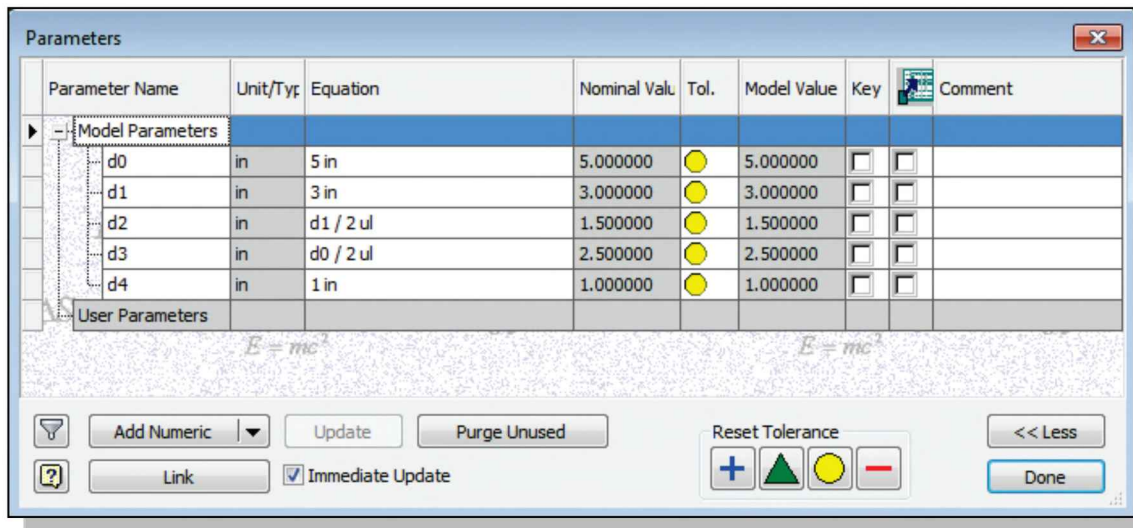 Parameters
Parameter Name Unit/Typ Equation Nominal Valu Tol. Model Value Key Comment
Model Parameters
d0 in 5 in 5.000000 5.000000
d1 in 3 in 3.000000 3.000000
d2 in d1 / 2 ul 1.500000 1.500000
d3 in d0 / 2 ul 2.500000 2.500000
d4 in 1 in 1.000000 1.000000
User Parameters
E = mc² E = mc²
Add Numeric Update Purge Unused Reset Tolerance << Less
Link Immediate Update Done